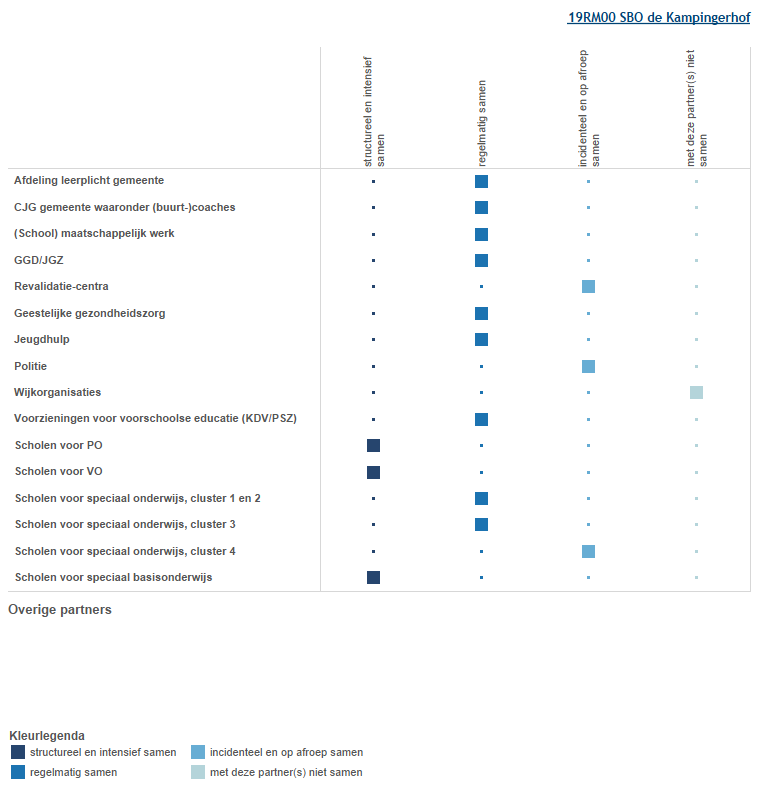 19RM00 SBO de Kampingerhof
structureel en intensief
samen
regelmatig samen
incidenteel en op afroep
samen
met deze partner(s) niet
samen
Afdeling leerplicht gemeente
CJG gemeente waaronder (buurt-)coaches
(School) maatschappelijk werk
GGD/JGZ
Revalidatie-centra
Geestelijke gezondheidszorg
Jeugdhulp
Politie
Wijkorganisaties
Voorzieningen voor voorschoolse educatie (KDV/PSZ)
Scholen voor PO
Scholen voor VO
Scholen voor speciaal onderwijs, cluster 1 en 2
Scholen voor speciaal onderwijs, cluster 3
Scholen voor speciaal onderwijs, cluster 4
Scholen voor speciaal basisonderwijs
Overige partners
Kleurlegenda
structureel en intensief samen
incidenteel en op afroep samen
regelmatig samen
met deze partner(s) niet samen